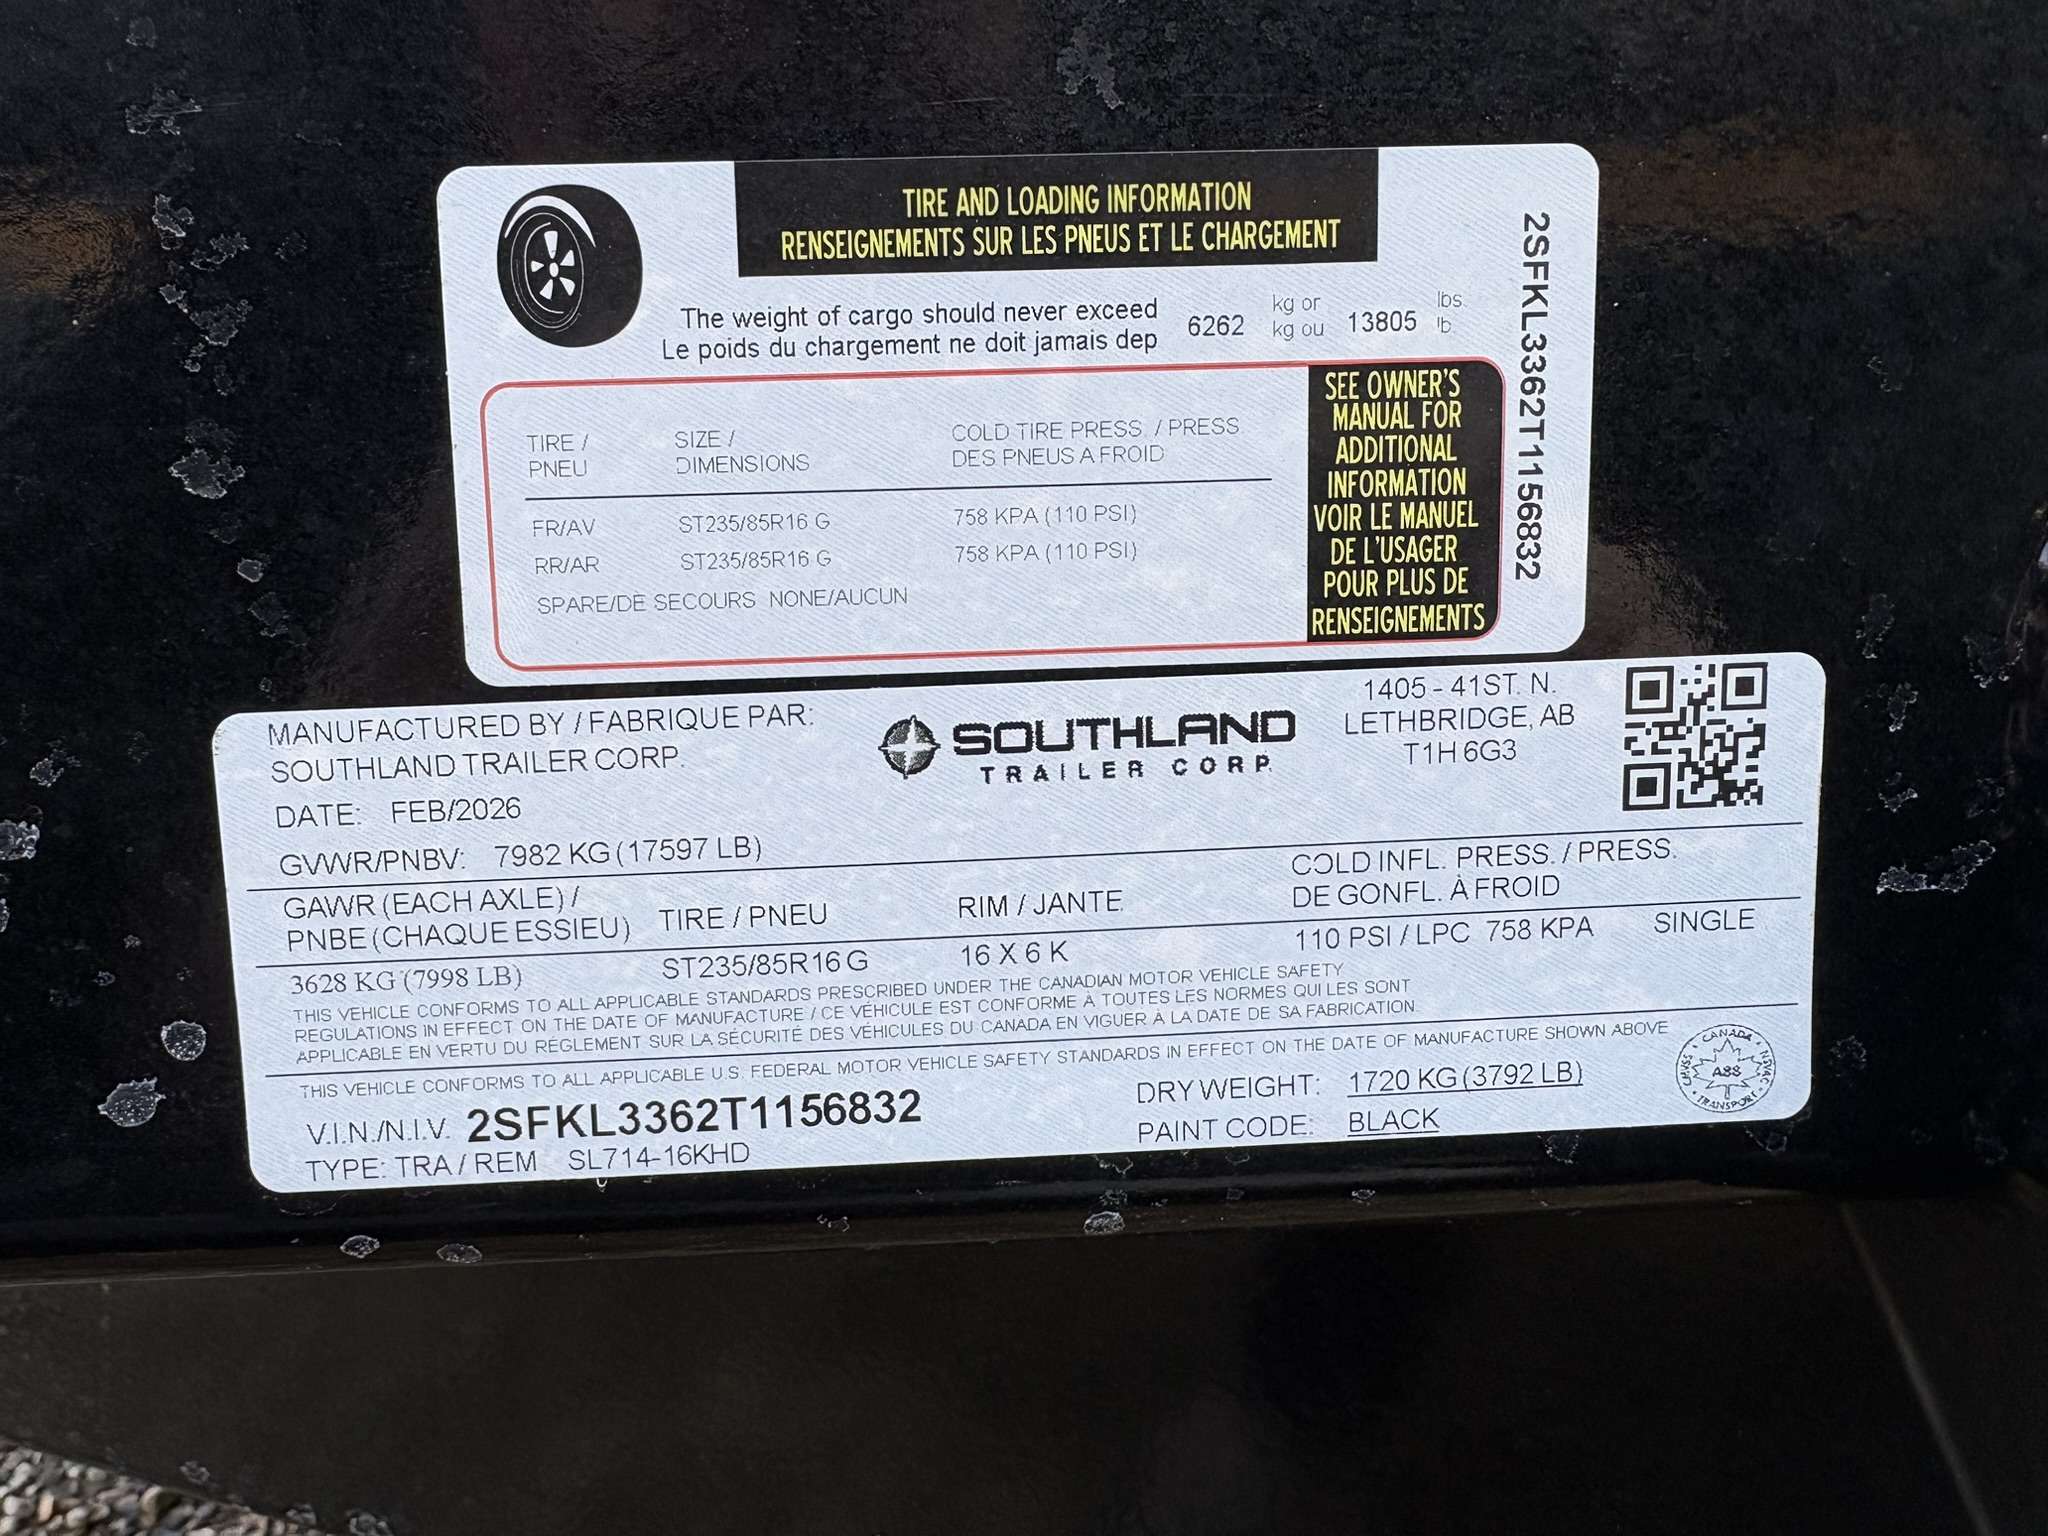 TIRE AND LOADING INFORMATION
RENSEIGNEMENTS SUR LES PNEUS ET LE CHARGEMENT
The weight of cargo should never exceed 6262 kg or 13805 lbs.
Le poids du chargement ne doit jamais dep kg ou lb.
TIRE / SIZE / COLD TIRE PRESS. / PRESS.
PNEU DIMENSIONS DES PNEUS A FROID
FR/AV ST235/85R16 G 758 KPA (110 PSI)
RR/AR ST235/85R16 G 758 KPA (110 PSI)
SPARE/DE SECOURS NONE/AUCUN
SEE OWNER'S
MANUAL FOR
ADDITIONAL
INFORMATION
VOIR LE MANUEL
DE L'USAGER
POUR PLUS DE
RENSEIGNEMENTS
2SFKL3362T1156832
MANUFACTURED BY / FABRIQUE PAR:
SOUTHLAND TRAILER CORP.
SOUTHLAND
TRAILER CORP.
1405 - 41ST. N.
LETHBRIDGE, AB
T1H 6G3
DATE: FEB/2026
GVWR/PNBV: 7982 KG (17597 LB)
GAWR (EACH AXLE) /
PNBE (CHAQUE ESSIEU) TIRE / PNEU RIM / JANTE
COLD INFL. PRESS. / PRESS.
DE GONFL. À FROID
3628 KG (7998 LB) ST235/85R16 G 16 X 6 K 110 PSI / LPC 758 KPA SINGLE
THIS VEHICLE CONFORMS TO ALL APPLICABLE STANDARDS PRESCRIBED UNDER THE CANADIAN MOTOR VEHICLE SAFETY
REGULATIONS IN EFFECT ON THE DATE OF MANUFACTURE / CE VÉHICULE EST CONFORME À TOUTES LES NORMES QUI LES SONT
APPLICABLE EN VERTU DU RÉGLEMENT SUR LA SÉCURITÉ DES VÉHICULES DU CANADA EN VIGUER À LA DATE DE SA FABRICATION.
THIS VEHICLE CONFORMS TO ALL APPLICABLE U.S. FEDERAL MOTOR VEHICLE SAFETY STANDARDS IN EFFECT ON THE DATE OF MANUFACTURE SHOWN ABOVE
V.I.N./N.I.V. 2SFKL3362T1156832
TYPE: TRA / REM SL714-16KHD
DRY WEIGHT: 1720 KG (3792 LB)
PAINT CODE: BLACK
CANADA
CMVSS
NSVAC
TRANSPORT